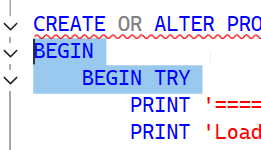 CREATE OR ALTER PRO
BEGIN
BEGIN TRY
PRINT '====
PRINT 'Load